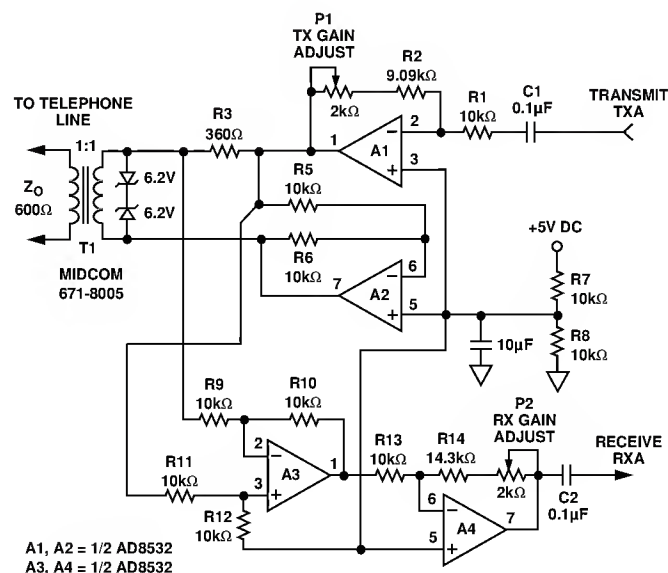 P1
TX GAIN
ADJUST
2kΩ
R2
9.09kΩ
R1
10kΩ
C1
0.1µF
TRANSMIT
TXA
TO TELEPHONE
LINE
1:1
ZO
600Ω
T1
MIDCOM
671-8005
6.2V
6.2V
R3
360Ω
1
A1
2
3
R5
10kΩ
R6
10kΩ
7
A2
6
5
+5V DC
R7
10kΩ
R8
10kΩ
10µF
R9
10kΩ
R10
10kΩ
R11
10kΩ
R12
10kΩ
2
3
A3
1
R13
10kΩ
R14
14.3kΩ
P2
RX GAIN
ADJUST
2kΩ
6
5
A4
7
RECEIVE
RXA
C2
0.1µF
A1, A2 = 1/2 AD8532
A3. A4 = 1/2 AD8532